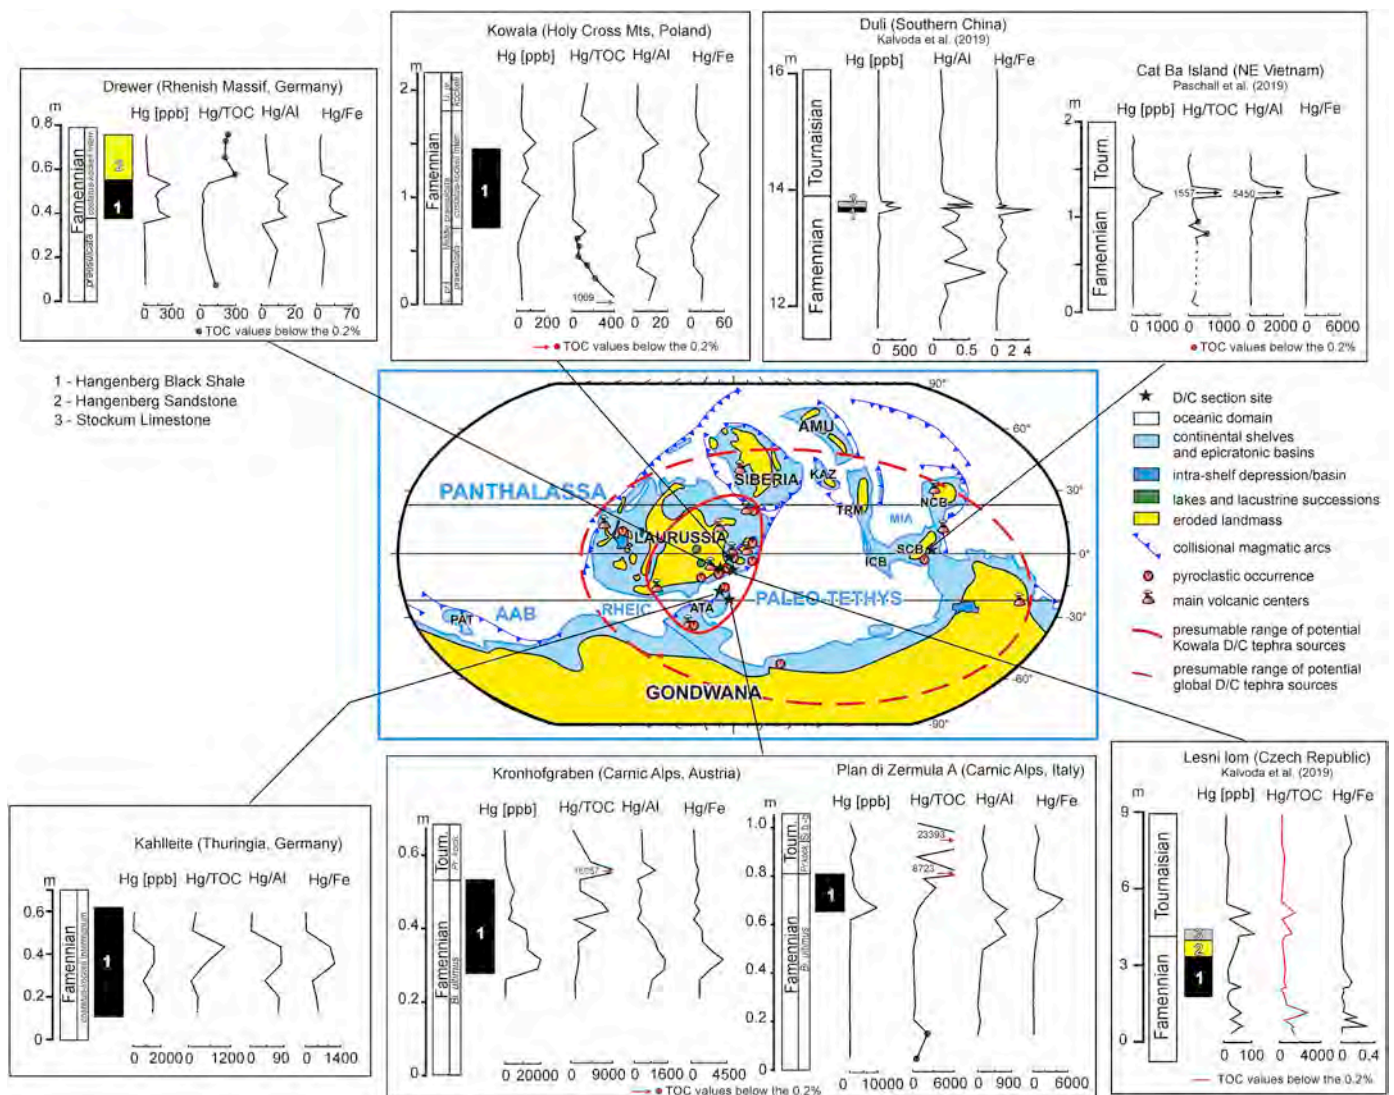 Drewer (Rhenish Massif, Germany)
m
Hg [ppb] Hg/TOC Hg/Al Hg/Fe
0.8
0.6
0.4
0.2
0
Famennian
praesulcata
1
0 300 0 300 0 20 0 70
TOC values below the 0.2%
Kowala (Holy Cross Mts, Poland)
m
Hg [ppb] Hg/TOC Hg/Al Hg/Fe
2
1
0
Famennian
praesulcata
1
1009
0 200 0 400 0 20 0 60
TOC values below the 0.2%
Duli (Southern China)
Kalvoda et al. (2019)
m
Hg [ppb] Hg/Al Hg/Fe
16
14
12
Tournaisian
Famennian
0 500 0 0.5 0 2 4
Cat Ba Island (NE Vietnam)
Paschall et al. (2019)
m
Hg [ppb] Hg/TOC Hg/Al Hg/Fe
2
1
0
Tourn.
Famennian
1557
5450
0 1000 0 1000 0 2000 0 6000
TOC values below the 0.2%
1 - Hangenberg Black Shale
2 - Hangenberg Sandstone
3 - Stockum Limestone
90°
60°
30°
0°
-30°
-60°
-90°
PANTHALASSA
SIBERIA
AMU
KAZ
TRM
NCB
MIA
LAURUSSIA
SCB
ICB
PALEO TETHYS
RHEIC
ATA
AAB
PAT
GONDWANA
D/C section site
oceanic domain
continental shelves
and epicratonic basins
intra-shelf depression/basin
lakes and lacustrine successions
eroded landmass
collisional magmatic arcs
pyroclastic occurrence
main volcanic centers
presumable range of potential
Kowala D/C tephra sources
presumable range of potential
global D/C tephra sources
Kahlleite (Thuringia, Germany)
m
Hg [ppb] Hg/TOC Hg/Al Hg/Fe
0.6
0.4
0.2
0
Famennian
1
0 20000 0 12000 0 90 0 1400
Kronhofgraben (Carnic Alps, Austria)
m
Hg [ppb] Hg/TOC Hg/Al Hg/Fe
0.6
0.4
0.2
0
Tourn.
Famennian
Bi. ultimus
1
0 20000 0 9000 0 90 0 4500
TOC values below the 0.2%
Plan di Zermula A (Carnic Alps, Italy)
m
Hg [ppb] Hg/TOC Hg/Al Hg/Fe
1.0
0.8
0.6
0.4
0.2
0
Tourn.
Famennian
Bi. ultimus
1
23393
8723
0 10000 0 6000 0 900 0 6000
Lesni lom (Czech Republic)
Kalvoda et al. (2019)
m
Hg [ppb] Hg/TOC Hg/Fe
9
6
3
0
Tournaisian
Famennian
3
2
1
0 100 0 4000 0 0.4
TOC values below the 0.2%